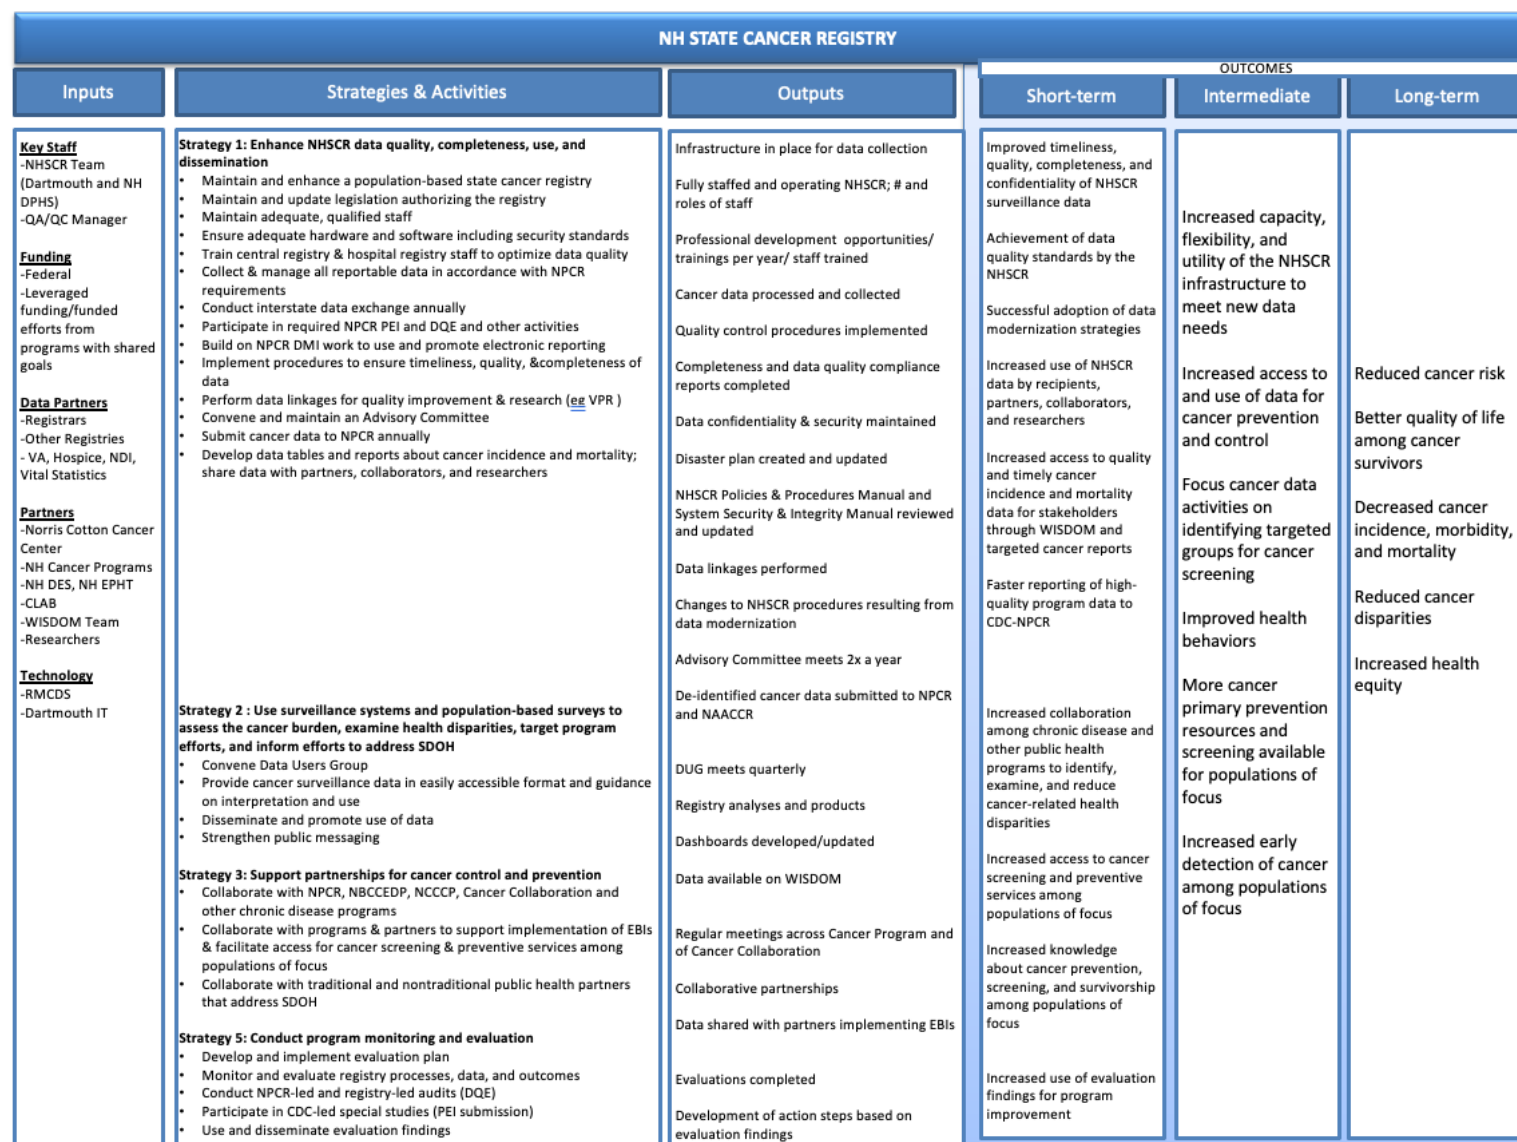 NH STATE CANCER REGISTRY
OUTCOMES
Inputs
Strategies & Activities
Outputs
Short-term
Intermediate
Long-term
Key Staff
-NHSCR Team
(Dartmouth and NH
DPHS)
-QA/QC Manager
Funding
-Federal
-Leveraged
funding/funded
efforts from
programs with shared
goals
Data Partners
-Registrars
-Other Registries
- VA, Hospice, NDI,
Vital Statistics
Partners
-Norris Cotton Cancer
Center
-NH Cancer Programs
-NH DES, NH EPHT
-CLAB
-WISDOM Team
-Researchers
Technology
-RMCDS
-Dartmouth IT
Strategy 1: Enhance NHSCR data quality, completeness, use, and
dissemination
• Maintain and enhance a population-based state cancer registry
• Maintain and update legislation authorizing the registry
• Maintain adequate, qualified staff
• Ensure adequate hardware and software including security standards
• Train central registry & hospital registry staff to optimize data quality
• Collect & manage all reportable data in accordance with NPCR
requirements
• Conduct interstate data exchange annually
• Participate in required NPCR PEI and DQE and other activities
• Build on NPCR DMI work to use and promote electronic reporting
• Implement procedures to ensure timeliness, quality, &completeness of
data
• Perform data linkages for quality improvement & research (eg VPR )
• Convene and maintain an Advisory Committee
• Submit cancer data to NPCR annually
• Develop data tables and reports about cancer incidence and mortality;
share data with partners, collaborators, and researchers
Strategy 2 : Use surveillance systems and population-based surveys to
assess the cancer burden, examine health disparities, target program
efforts, and inform efforts to address SDOH
• Convene Data Users Group
• Provide cancer surveillance data in easily accessible format and guidance
on interpretation and use
• Disseminate and promote use of data
• Strengthen public messaging
Strategy 3: Support partnerships for cancer control and prevention
• Collaborate with NPCR, NBCCEDP, NCCCP, Cancer Collaboration and
other chronic disease programs
• Collaborate with programs & partners to support implementation of EBIs
& facilitate access for cancer screening & preventive services among
populations of focus
• Collaborate with traditional and nontraditional public health partners
that address SDOH
Strategy 5: Conduct program monitoring and evaluation
• Develop and implement evaluation plan
• Monitor and evaluate registry processes, data, and outcomes
• Conduct NPCR-led and registry-led audits (DQE)
• Participate in CDC-led special studies (PEI submission)
• Use and disseminate evaluation findings
Infrastructure in place for data collection
Fully staffed and operating NHSCR; # and
roles of staff
Professional development opportunities/
trainings per year/ staff trained
Cancer data processed and collected
Quality control procedures implemented
Completeness and data quality compliance
reports completed
Data confidentiality & security maintained
Disaster plan created and updated
NHSCR Policies & Procedures Manual and
System Security & Integrity Manual reviewed
and updated
Data linkages performed
Changes to NHSCR procedures resulting from
data modernization
Advisory Committee meets 2x a year
De-identified cancer data submitted to NPCR
and NAACCR
DUG meets quarterly
Registry analyses and products
Dashboards developed/updated
Data available on WISDOM
Regular meetings across Cancer Program and
of Cancer Collaboration
Collaborative partnerships
Data shared with partners implementing EBIs
Evaluations completed
Development of action steps based on
evaluation findings
Improved timeliness,
quality, completeness, and
confidentiality of NHSCR
surveillance data
Achievement of data
quality standards by the
NHSCR
Successful adoption of data
modernization strategies
Increased use of NHSCR
data by recipients,
partners, collaborators,
and researchers
Increased access to quality
and timely cancer
incidence and mortality
data for stakeholders
through WISDOM and
targeted cancer reports
Faster reporting of high-
quality program data to
CDC-NPCR
Increased collaboration
among chronic disease and
other public health
programs to identify,
examine, and reduce
cancer-related health
disparities
Increased access to cancer
screening and preventive
services among
populations of focus
Increased knowledge
about cancer prevention,
screening, and survivorship
among populations of
focus
Increased use of evaluation
findings for program
improvement
Increased capacity,
flexibility, and
utility of the NHSCR
infrastructure to
meet new data
needs
Increased access to
and use of data for
cancer prevention
and control
Focus cancer data
activities on
identifying targeted
groups for cancer
screening
Improved health
behaviors
More cancer
primary prevention
resources and
screening available
for populations of
focus
Increased early
detection of cancer
among populations
of focus
Reduced cancer risk
Better quality of life
among cancer
survivors
Decreased cancer
incidence, morbidity,
and mortality
Reduced cancer
disparities
Increased health
equity